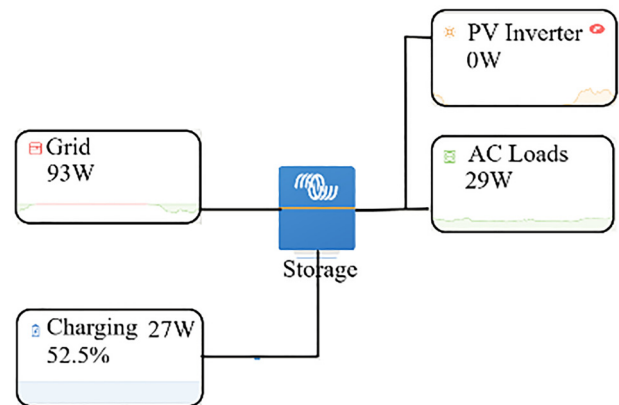 PV Inverter
0W
Grid
93W
AC Loads
29W
Storage
Charging 27W
52.5%